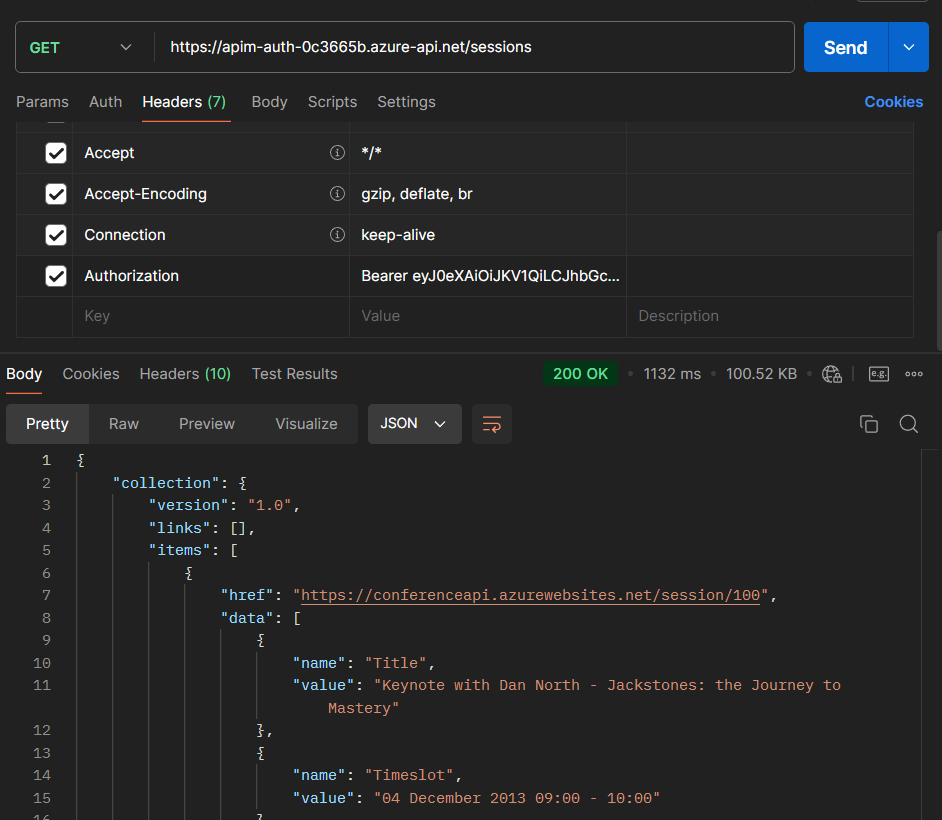 GET https://apim-auth-0c3665b.azure-api.net/sessions Send
Params Auth Headers (7) Body Scripts Settings Cookies
Accept */*
Accept-Encoding gzip, deflate, br
Connection keep-alive
Authorization Bearer eyJ0eXAiOiJKV1QiLCJhbGc...
Key Value Description
Body Cookies Headers (10) Test Results 200 OK • 1132 ms • 100.52 KB • e.g.
Pretty Raw Preview Visualize JSON
1 {
2 "collection": {
3 "version": "1.0",
4 "links": [],
5 "items": [
6 {
7 "href": "https://conferenceapi.azurewebsites.net/session/100",
8 "data": [
9 {
10 "name": "Title",
11 "value": "Keynote with Dan North - Jackstones: the Journey to
Mastery"
12 },
13 {
14 "name": "Timeslot",
15 "value": "04 December 2013 09:00 - 10:00"